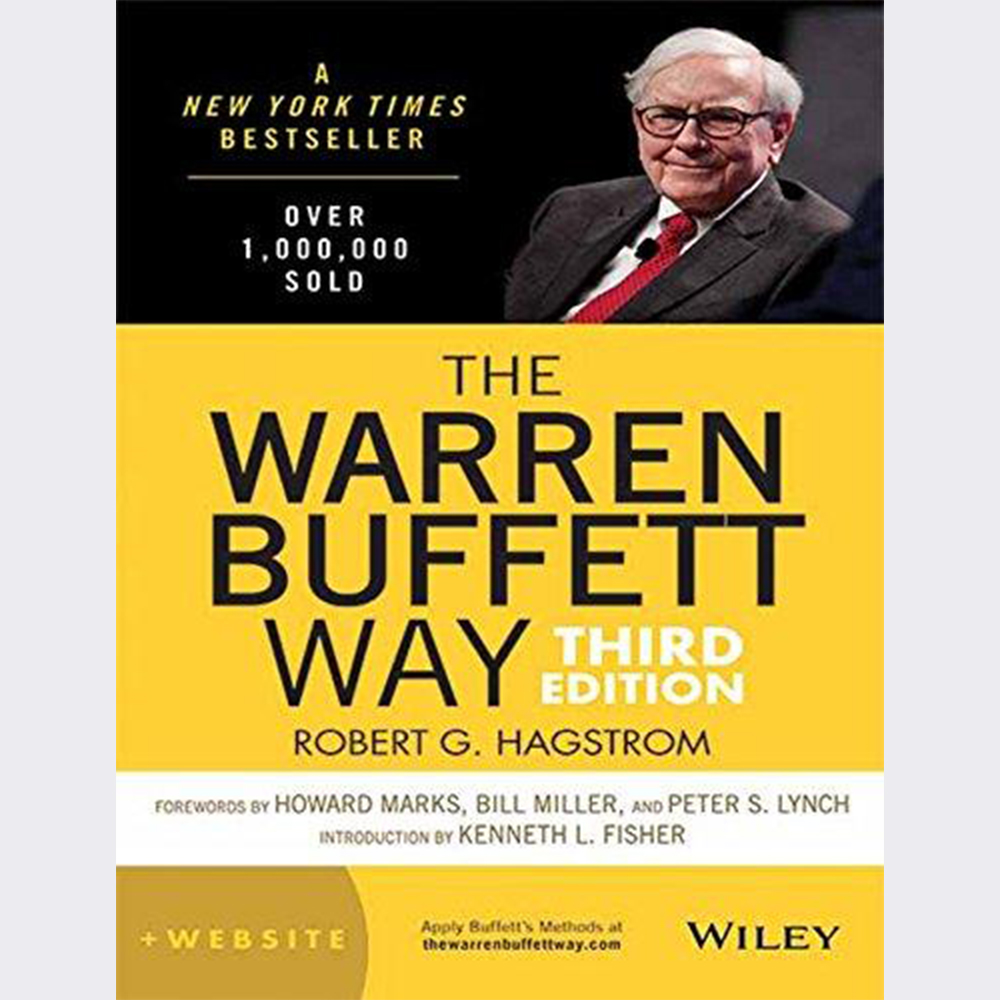 A
NEW YORK TIMES
BESTSELLER
OVER
1,000,000
SOLD
THE
WARREN
BUFFETT
WAY THIRD
EDITION
ROBERT G. HAGSTROM
FOREWORDS BY HOWARD MARKS, BILL MILLER, AND PETER S. LYNCH
INTRODUCTION BY KENNETH L. FISHER
+ WEBSITE
Apply Buffett's Methods at
thewarrenbuffettway.com
WILEY